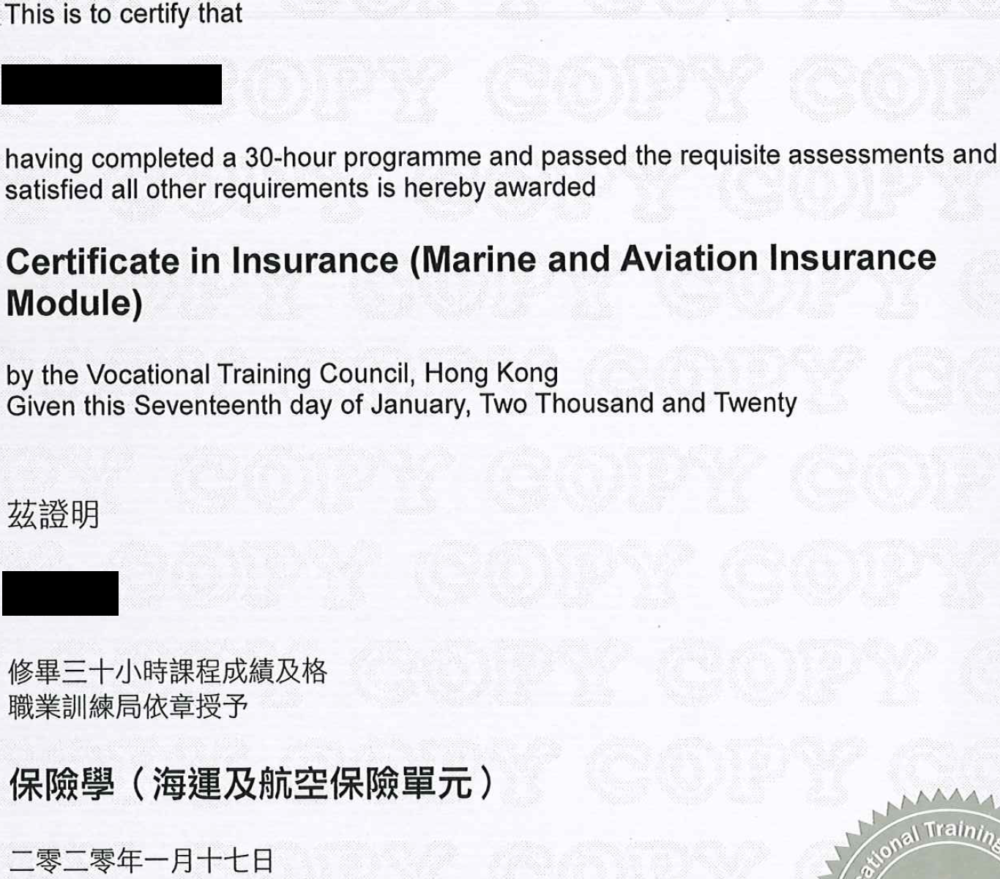 This is to certify that
having completed a 30-hour programme and passed the requisite assessments and
satisfied all other requirements is hereby awarded
Certificate in Insurance (Marine and Aviation Insurance
Module)
by the Vocational Training Council, Hong Kong
Given this Seventeenth day of January, Two Thousand and Twenty
茲證明
修畢三十小時課程成績及格
職業訓練局依章授予
保險學（海運及航空保險單元）
二零二零年一月十七日
ational Training
COPY COPY COPY